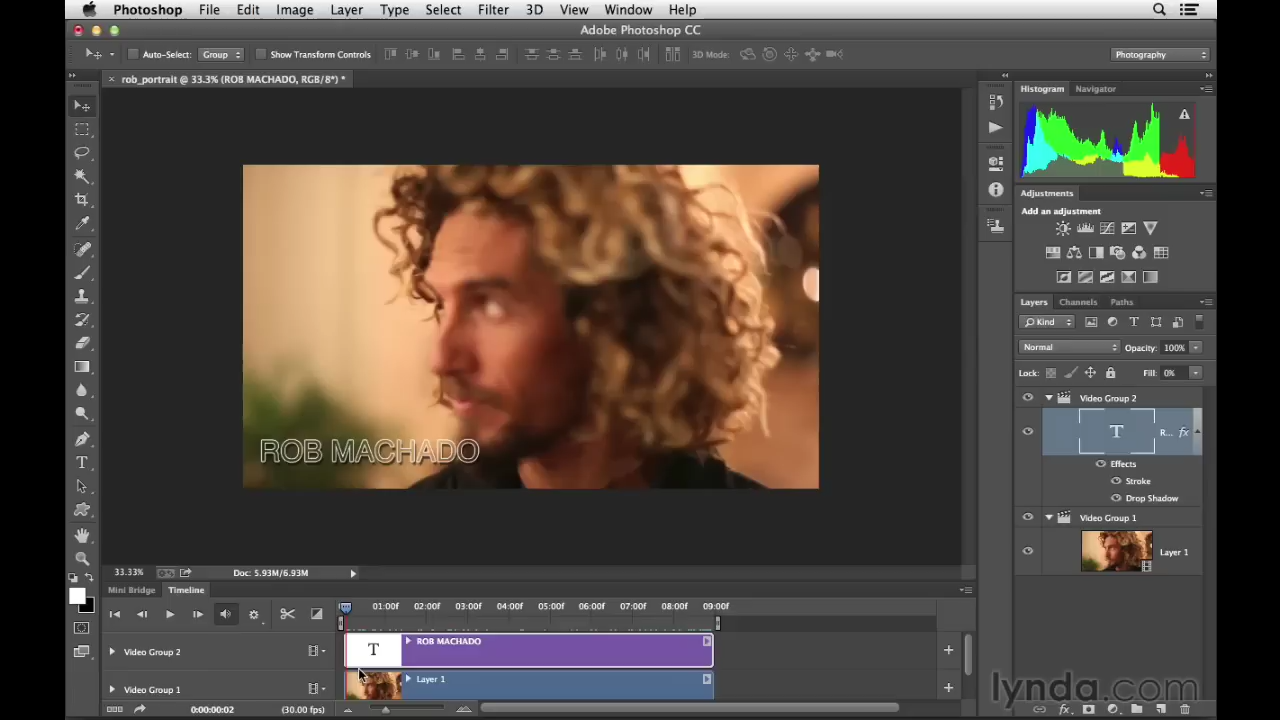 Photoshop File Edit Image Layer Type Select Filter 3D View Window Help
Adobe Photoshop CC
Auto-Select: Group Show Transform Controls 3D Mode: Photography
× rob_portrait @ 33.3% (ROB MACHADO, RGB/8*) *
Histogram Navigator
Adjustments
Add an adjustment
Layers Channels Paths
Kind
Normal Opacity: 100%
Lock: Fill: 0%
Video Group 2
T R... fx
Effects
Stroke
Drop Shadow
Video Group 1
Layer 1
ROB MACHADO
33.33% Doc: 5.93M/6.93M
Mini Bridge Timeline
01:00f 02:00f 03:00f 04:00f 05:00f 06:00f 07:00f 08:00f 09:00f
Video Group 2 T ROB MACHADO
Video Group 1 Layer 1
0:00:00:02 (30.00 fps)
lynda.com